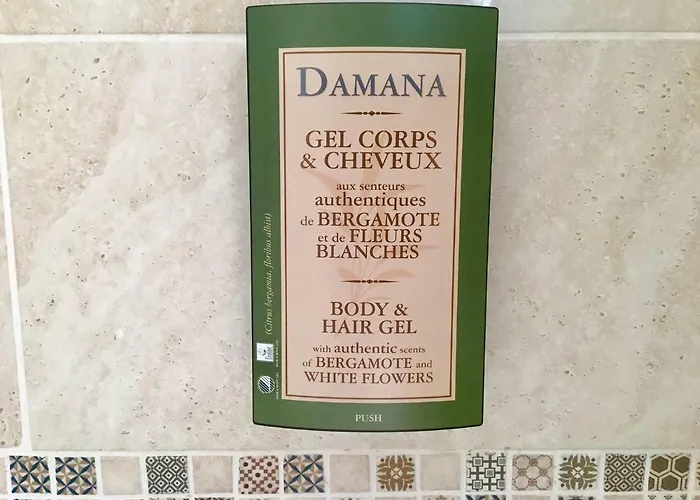 DAMANA
GEL CORPS
& CHEVEUX
aux senteurs
authentiques
de BERGAMOTE
et de FLEURS
BLANCHES
BODY &
HAIR GEL
with authentic scents
of BERGAMOTE and
WHITE FLOWERS
PUSH
(Citrus bergamia, floribus albist)